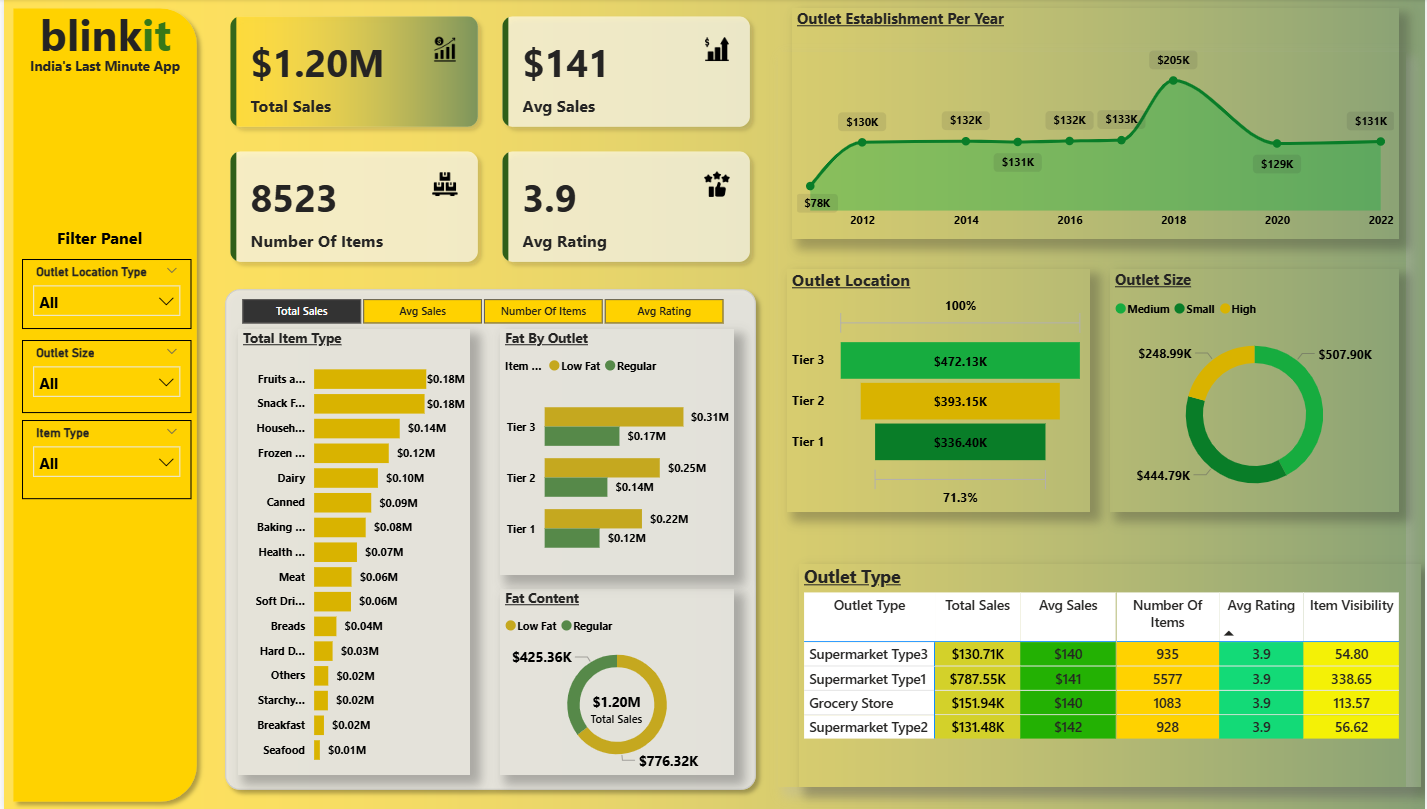 blinkit
India's Last Minute App
Filter Panel
Outlet Location Type
All
Outlet Size
All
Item Type
All
$1.20M
Total Sales
$141
Avg Sales
8523
Number Of Items
3.9
Avg Rating
Total Sales
Avg Sales
Number Of Items
Avg Rating
Total Item Type
Fruits a... $0.18M
Snack F... $0.18M
Househ... $0.14M
Frozen ... $0.12M
Dairy $0.10M
Canned $0.09M
Baking ... $0.08M
Health ... $0.07M
Meat $0.06M
Soft Dri... $0.06M
Breads $0.04M
Hard D... $0.03M
Others $0.02M
Starchy... $0.02M
Breakfast $0.02M
Seafood $0.01M
Fat By Outlet
Item ... Low Fat Regular
Tier 3 $0.31M
$0.17M
Tier 2 $0.25M
$0.14M
Tier 1 $0.22M
$0.12M
Fat Content
Low Fat Regular
$425.36K
$1.20M
Total Sales
$776.32K
Outlet Establishment Per Year
$78K
$130K
$132K
$131K
$132K
$133K
$205K
$129K
$131K
2012 2014 2016 2018 2020 2022
Outlet Location
100%
Tier 3 $472.13K
Tier 2 $393.15K
Tier 1 $336.40K
71.3%
Outlet Size
Medium Small High
$248.99K
$507.90K
$444.79K
Outlet Type
Outlet Type Total Sales Avg Sales Number Of Items Avg Rating Item Visibility
Supermarket Type3 $130.71K $140 935 3.9 54.80
Supermarket Type1 $787.55K $141 5577 3.9 338.65
Grocery Store $151.94K $140 1083 3.9 113.57
Supermarket Type2 $131.48K $142 928 3.9 56.62